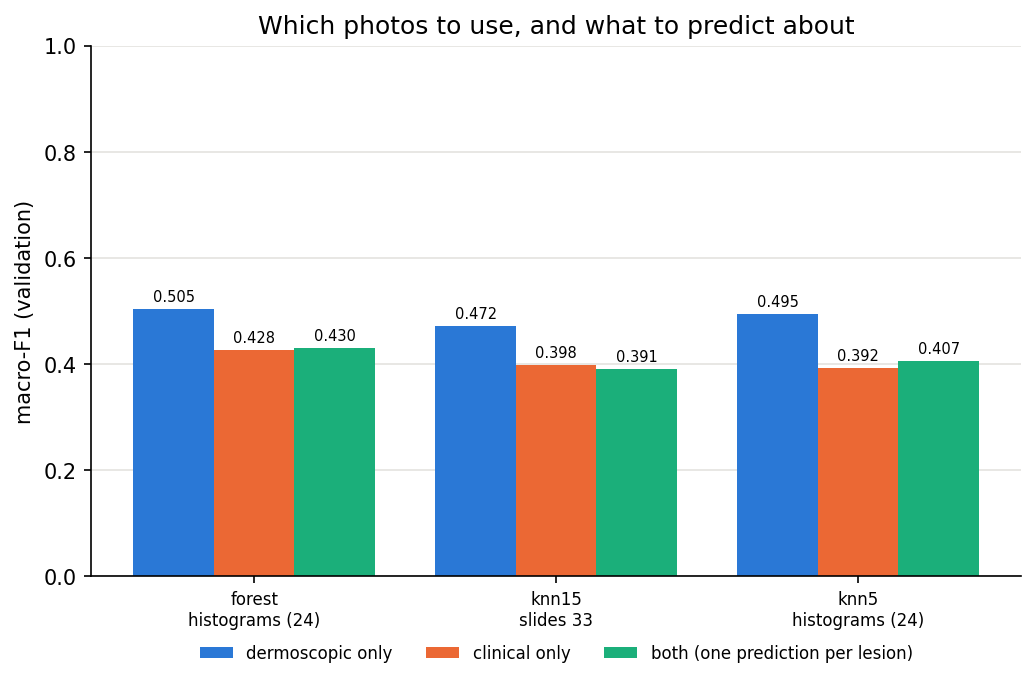 Which photos to use, and what to predict about
macro-F1 (validation)
1.0
0.8
0.6
0.4
0.2
0.0
0.505
0.428
0.430
0.472
0.398
0.391
0.495
0.392
0.407
forest
histograms (24)
knn15
slides 33
knn5
histograms (24)
dermoscopic only
clinical only
both (one prediction per lesion)